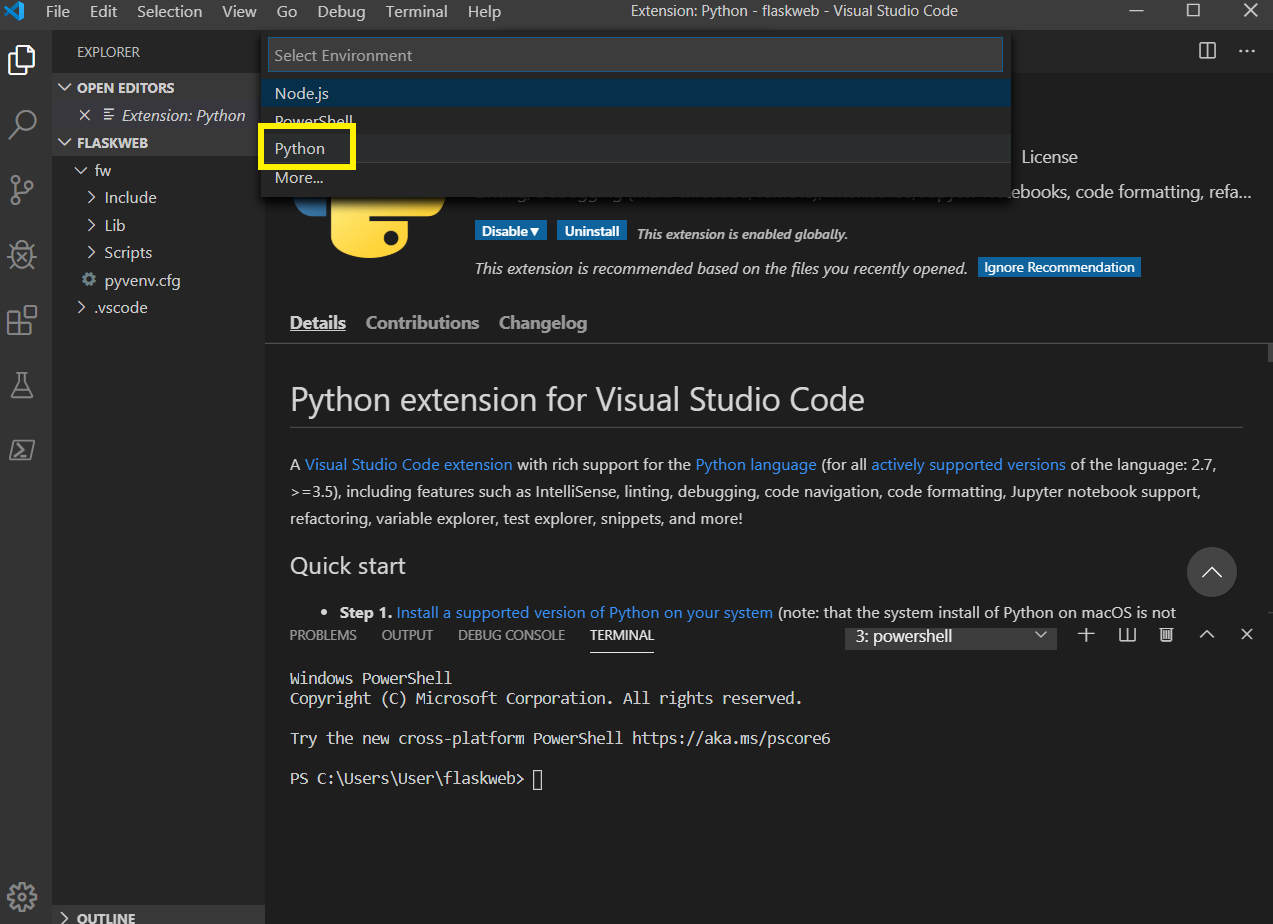 File Edit Selection View Go Debug Terminal Help
Extension: Python - flaskweb - Visual Studio Code
EXPLORER
OPEN EDITORS
Extension: Python
FLASKWEB
fw
Include
Lib
Scripts
pyvenv.cfg
.vscode
OUTLINE
Select Environment
Node.js
PowerShell
Python
More...
License
notebooks, code formatting, refa...
Disable Uninstall This extension is enabled globally.
This extension is recommended based on the files you recently opened. Ignore Recommendation
Details Contributions Changelog
Python extension for Visual Studio Code
A Visual Studio Code extension with rich support for the Python language (for all actively supported versions of the language: 2.7,
>=3.5), including features such as IntelliSense, linting, debugging, code navigation, code formatting, Jupyter notebook support,
refactoring, variable explorer, test explorer, snippets, and more!
Quick start
• Step 1. Install a supported version of Python on your system (note: that the system install of Python on macOS is not
PROBLEMS OUTPUT DEBUG CONSOLE TERMINAL 3: powershell
Windows PowerShell
Copyright (C) Microsoft Corporation. All rights reserved.
Try the new cross-platform PowerShell https://aka.ms/pscore6
PS C:\Users\User\flaskweb>